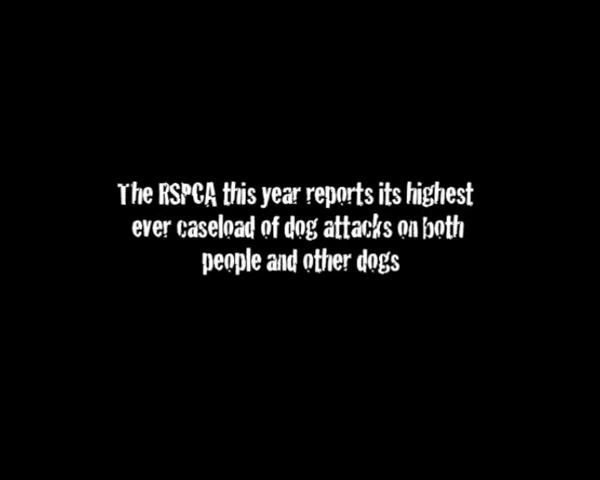 The RSPCA this year reports its highest
ever caseload of dog attacks on both
people and other dogs